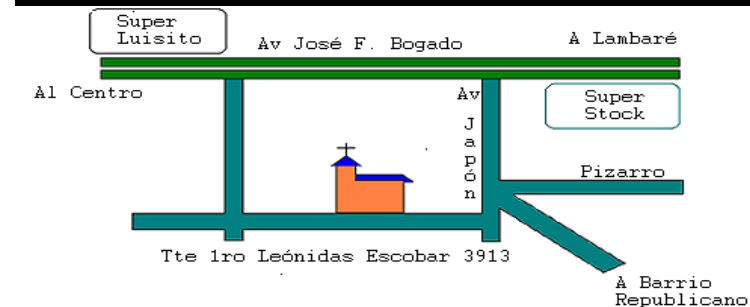 Super
Luisito
Av José F. Bogado
A Lambaré
Al Centro
Av
Japón
Super
Stock
Pizarro
Tte 1ro Leónidas Escobar 3913
A Barrio
Republicano